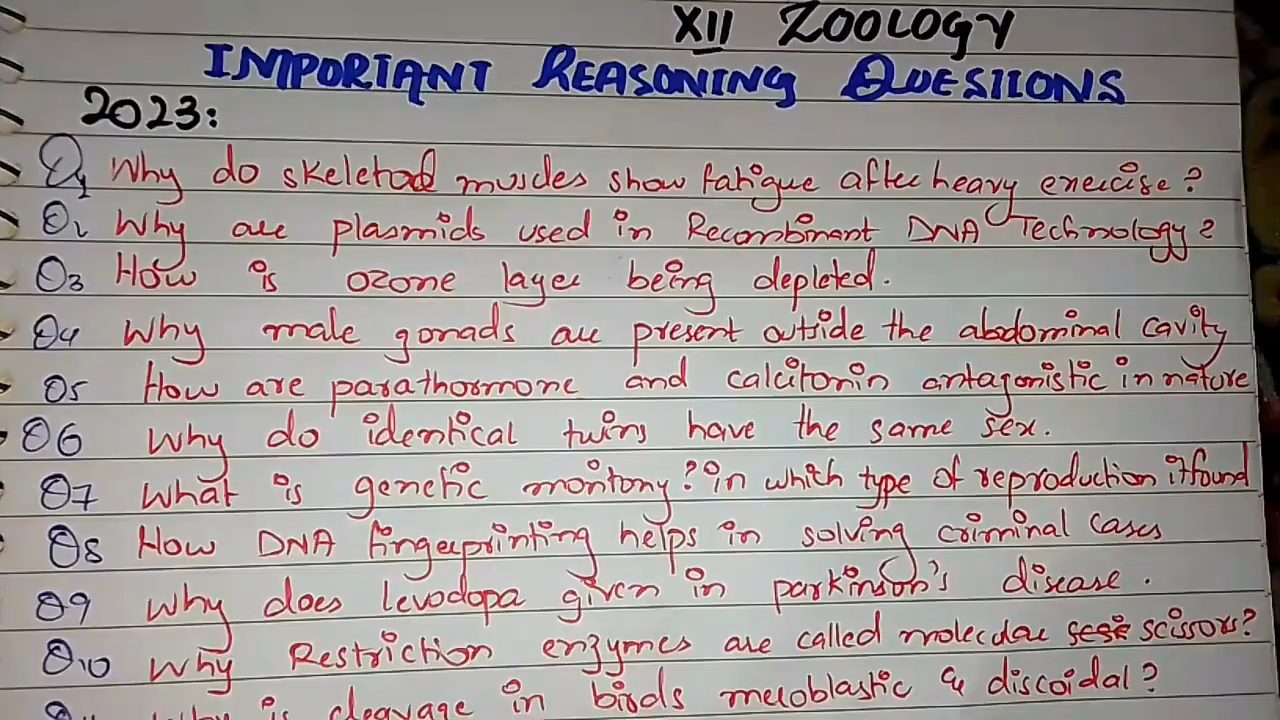 XII ZOOLOGY
IMPORTANT REASONING QUESTIONS
2023:
Q1 Why do skeletal muscles show fatigue after heavy exercise?
Q2 Why are plasmids used in Recombinant DNA Technology?
Q3 How is ozone layer being depleted.
Q4 Why male gonads are present outside the abdominal cavity
Q5 How are parathormone and calcitonin antagonistic in nature
Q6 Why do identical twins have the same sex.
Q7 What is genetic montony? in which type of reproduction it found
Q8 How DNA fingerprinting helps in solving criminal cases
Q9 Why does levodopa given in parkinson's disease.
Q10 Why Restriction enzymes are called molecular scissors?
Q11 Why is cleavage in birds meroblastic & discoidal?